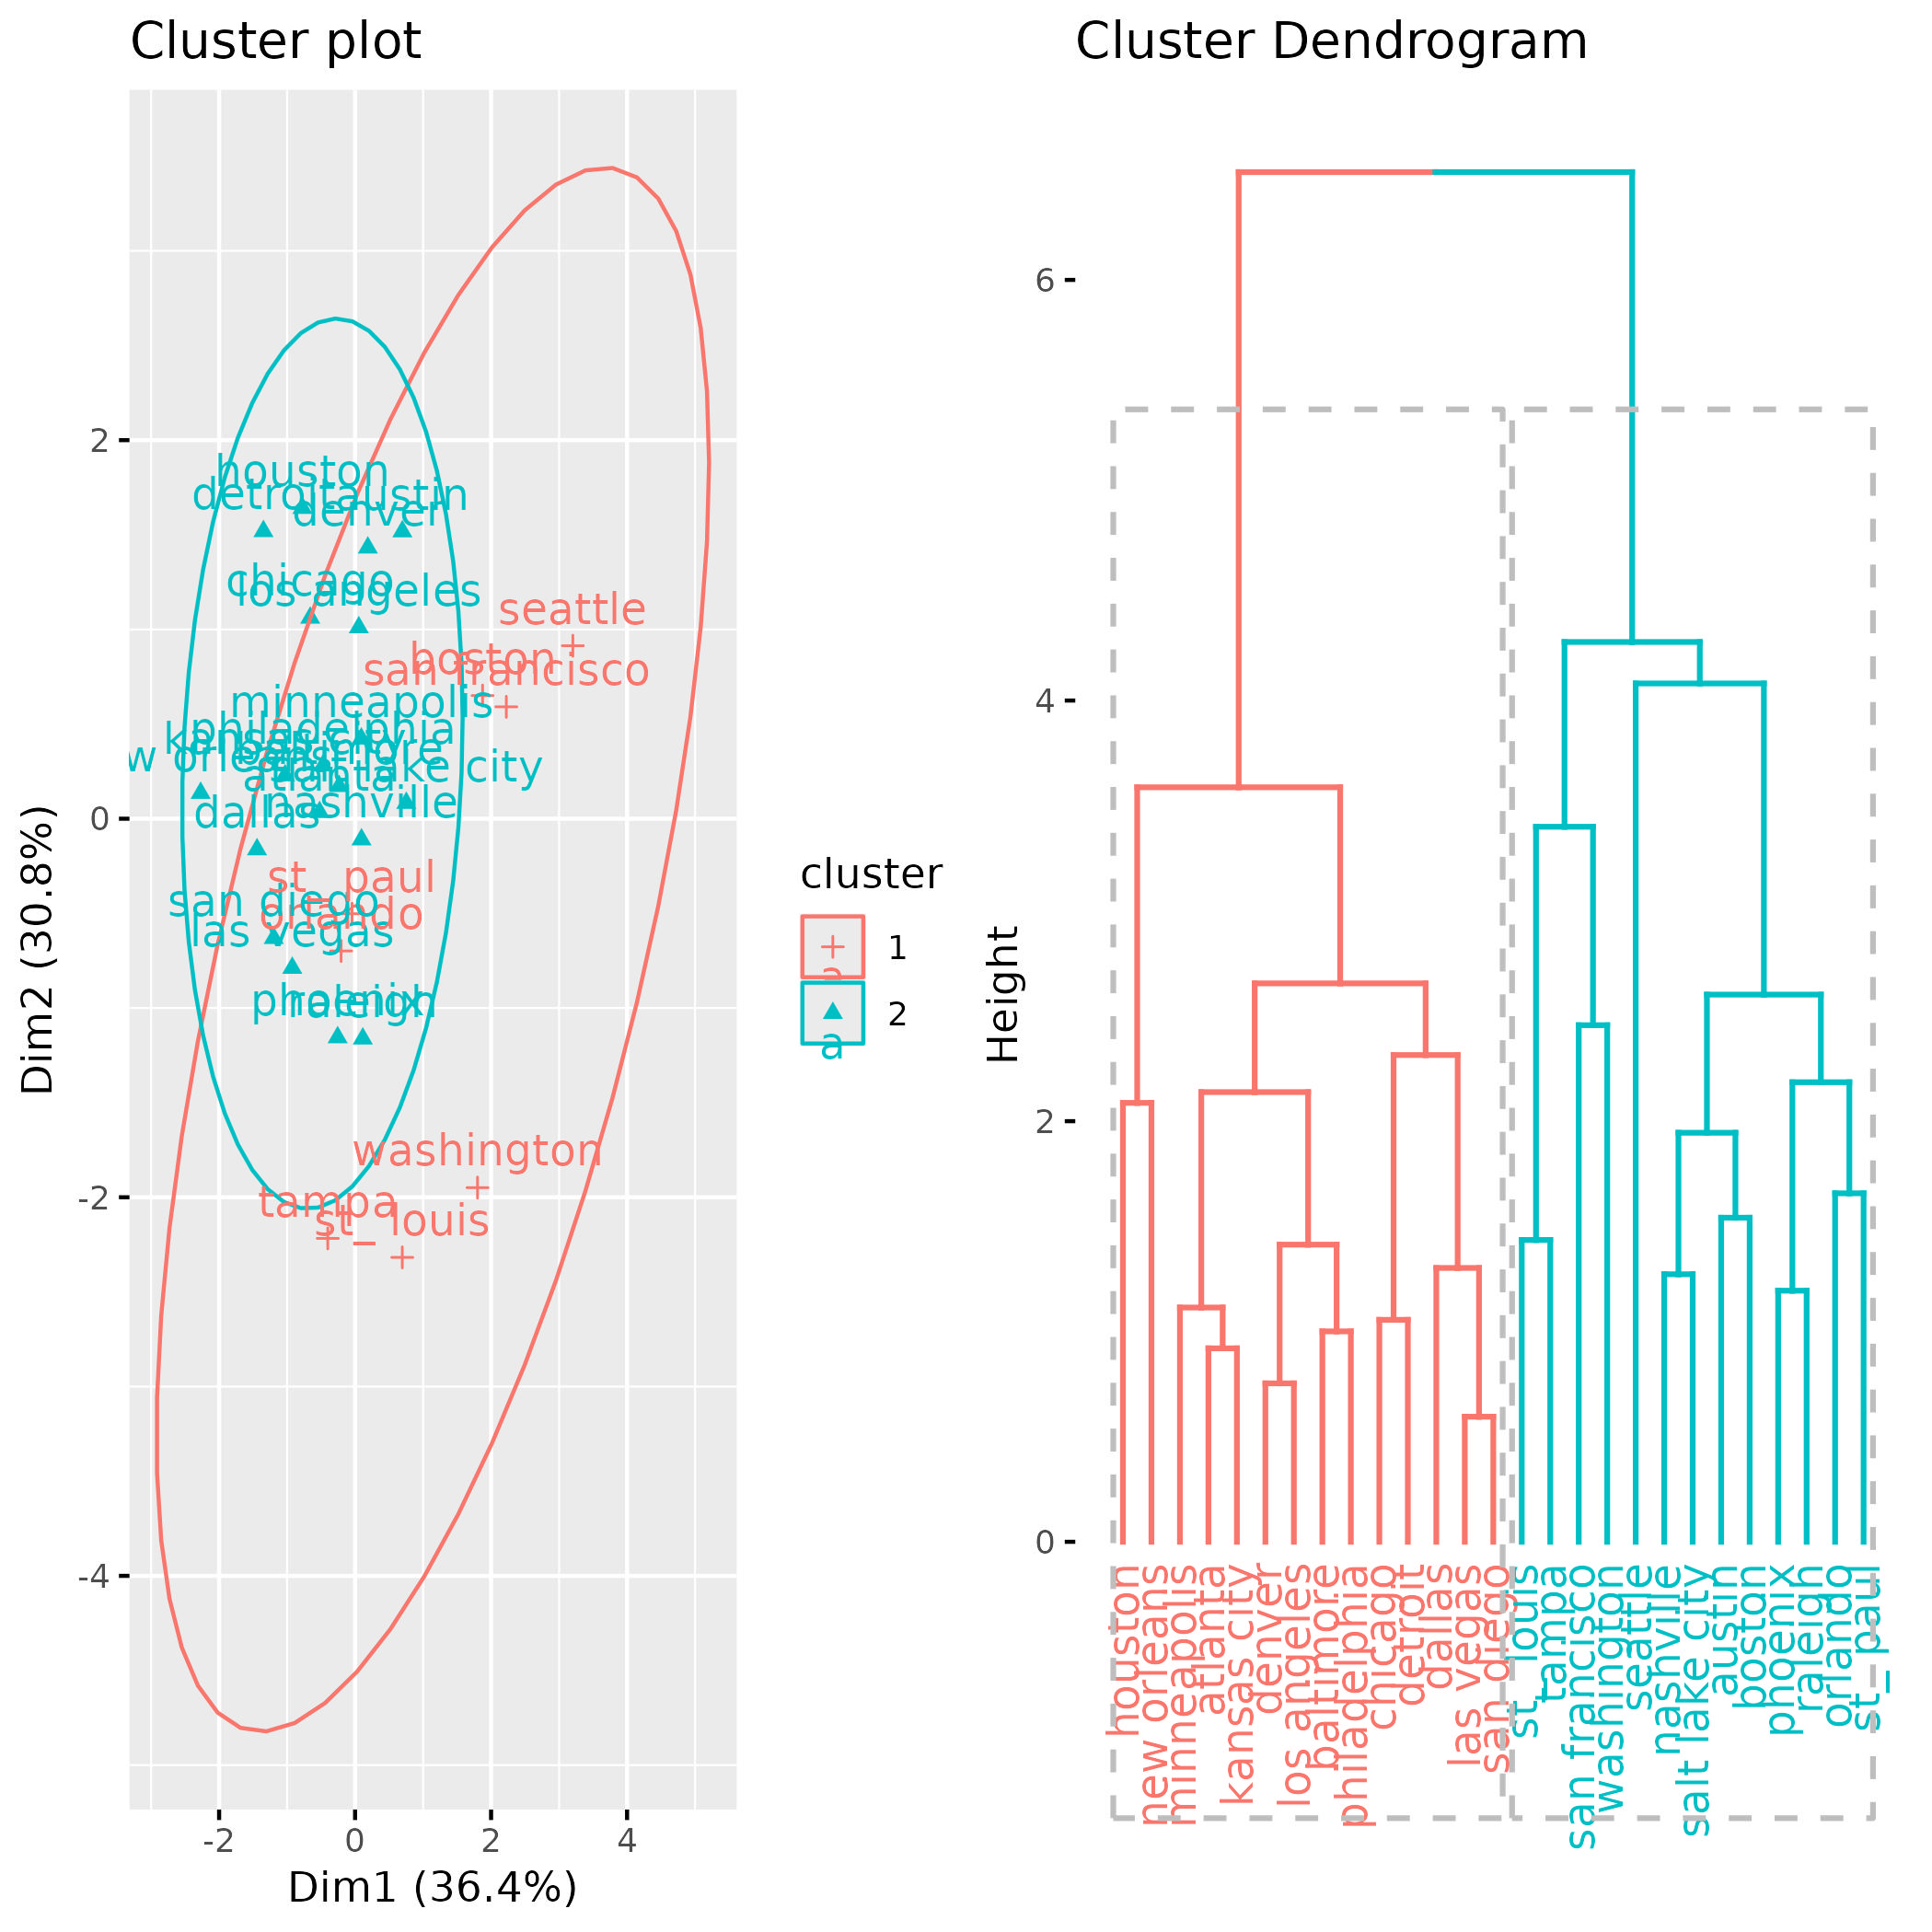 Cluster plot
houston
detroit
austin
denver
chicago
los angeles
seattle
boston
san francisco
minneapolis
philadelphia
kansas city
baltimore
w orleans
salt lake city
atlanta
nashville
dallas
st_paul
san diego
orlando
las vegas
phoenix
raleigh
washington
tampa
st_louis
2
0
-2
-4
-2
0
2
4
Dim1 (36.4%)
Dim2 (30.8%)
cluster
a
1
a
2
Cluster Dendrogram
Height
6
4
2
0
houston
new orleans
minneapolis
atlanta
kansas city
denver
los angeles
baltimore
philadelphia
chicago
detroit
dallas
las vegas
san diego
st_louis
tampa
san francisco
washington
seattle
nashville
salt lake city
austin
boston
phoenix
raleigh
orlando
st_paul